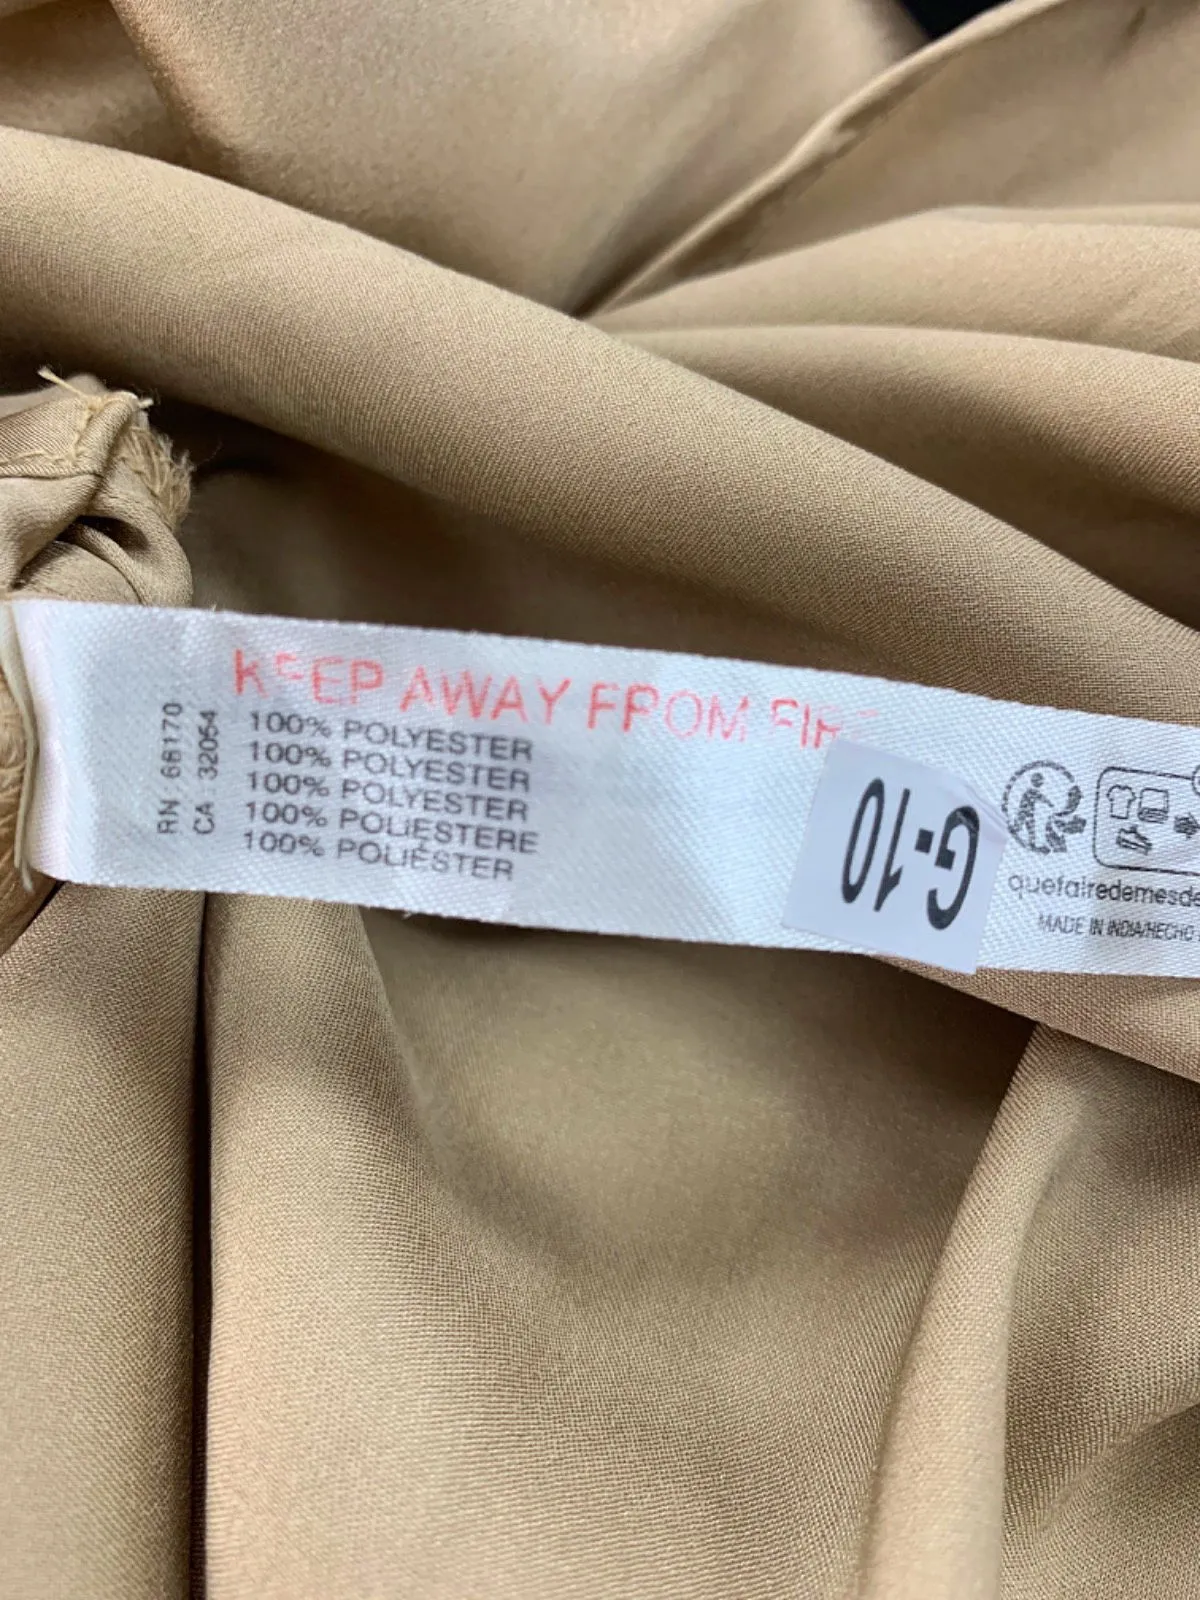 KEEP AWAY FROM FIRE
RN : 66170
CA : 32054
100% POLYESTER
100% POLYESTER
100% POLYESTER
100% POLIESTERE
100% POLIÉSTER
G-10
quefairedemesde
MADE IN INDIA/HECHO